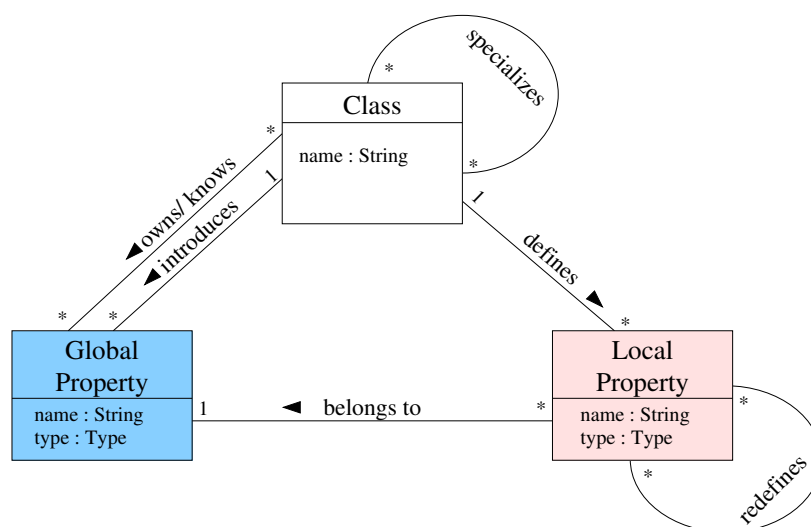 specializes
*
Class
*
name : String
*
1
1
owns/ knows
introduces
defines
*
*
*
Global
Property
name : String
type : Type
1
belongs to
*
Local
Property
name : String
type : Type
*
*
redefines